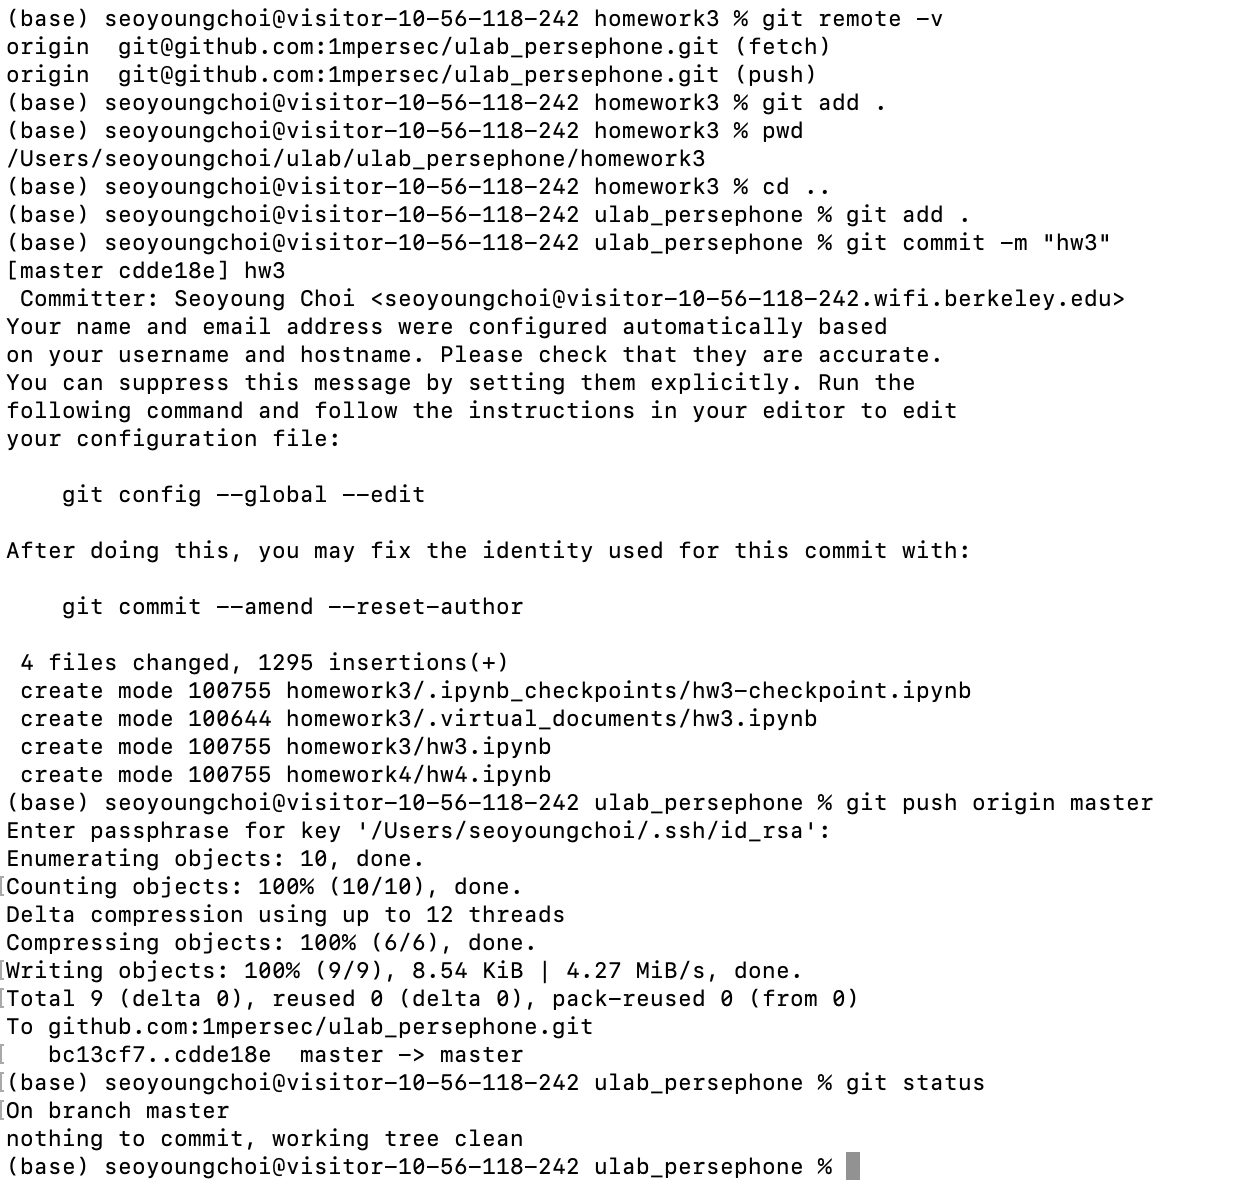 (base) seoyoungchoi@visitor-10-56-118-242 homework3 % git remote -v
origin  git@github.com:1mpersec/ulab_persephone.git (fetch)
origin  git@github.com:1mpersec/ulab_persephone.git (push)
(base) seoyoungchoi@visitor-10-56-118-242 homework3 % git add .
(base) seoyoungchoi@visitor-10-56-118-242 homework3 % pwd
/Users/seoyoungchoi/ulab/ulab_persephone/homework3
(base) seoyoungchoi@visitor-10-56-118-242 homework3 % cd ..
(base) seoyoungchoi@visitor-10-56-118-242 ulab_persephone % git add .
(base) seoyoungchoi@visitor-10-56-118-242 ulab_persephone % git commit -m "hw3"
[master cdde18e] hw3
 Committer: Seoyoung Choi <seoyoungchoi@visitor-10-56-118-242.wifi.berkeley.edu>
Your name and email address were configured automatically based
on your username and hostname. Please check that they are accurate.
You can suppress this message by setting them explicitly. Run the
following command and follow the instructions in your editor to edit
your configuration file:

    git config --global --edit

After doing this, you may fix the identity used for this commit with:

    git commit --amend --reset-author

 4 files changed, 1295 insertions(+)
 create mode 100755 homework3/.ipynb_checkpoints/hw3-checkpoint.ipynb
 create mode 100644 homework3/.virtual_documents/hw3.ipynb
 create mode 100755 homework3/hw3.ipynb
 create mode 100755 homework4/hw4.ipynb
(base) seoyoungchoi@visitor-10-56-118-242 ulab_persephone % git push origin master
Enter passphrase for key '/Users/seoyoungchoi/.ssh/id_rsa':
Enumerating objects: 10, done.
[Counting objects: 100% (10/10), done.
Delta compression using up to 12 threads
Compressing objects: 100% (6/6), done.
[Writing objects: 100% (9/9), 8.54 KiB | 4.27 MiB/s, done.
[Total 9 (delta 0), reused 0 (delta 0), pack-reused 0 (from 0)
To github.com:1mpersec/ulab_persephone.git
[   bc13cf7..cdde18e  master -> master
[(base) seoyoungchoi@visitor-10-56-118-242 ulab_persephone % git status
[On branch master
nothing to commit, working tree clean
(base) seoyoungchoi@visitor-10-56-118-242 ulab_persephone %